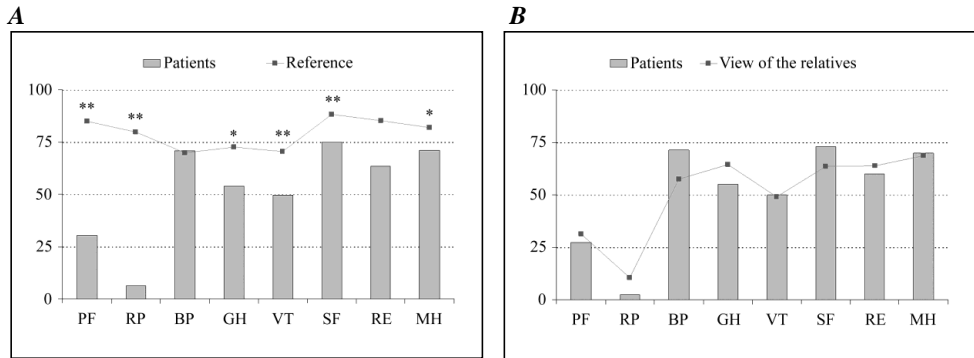 A
Patients Reference
100
75
50
25
0
** ** * ** ** *
PF RP BP GH VT SF RE MH
B
Patients View of the relatives
100
75
50
25
0
PF RP BP GH VT SF RE MH